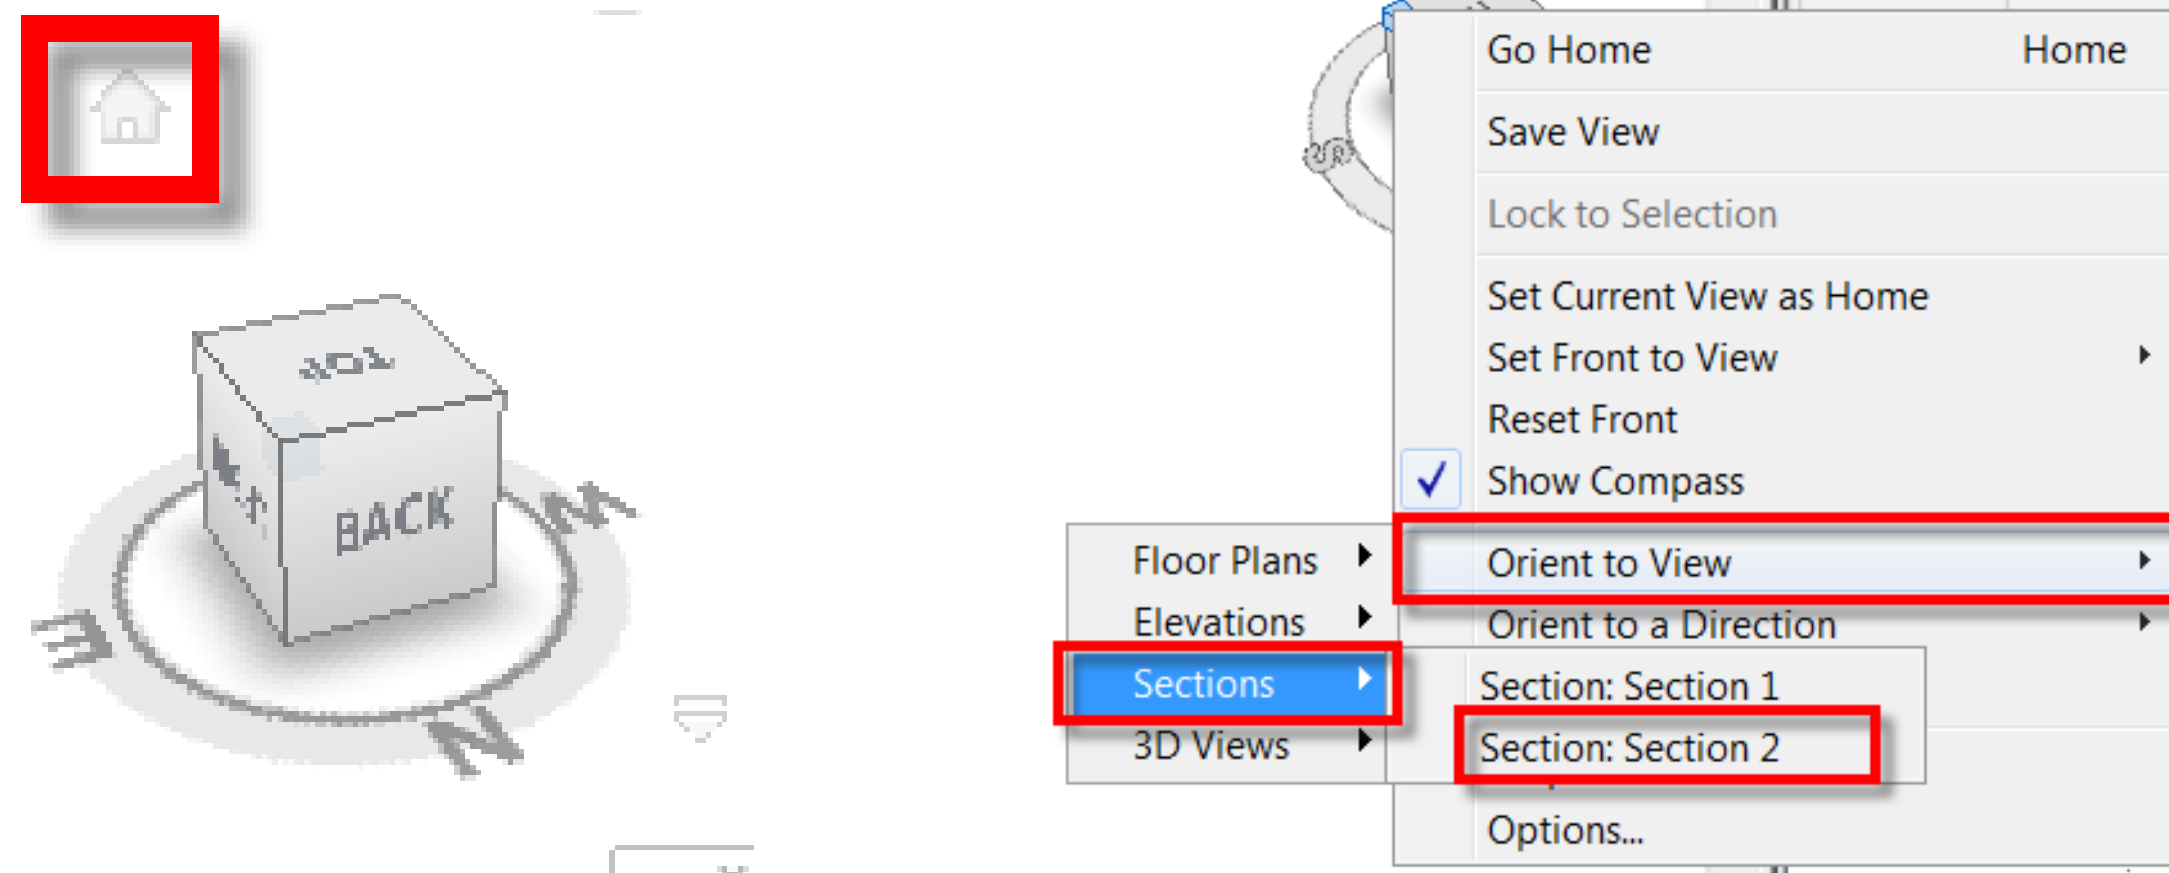 TOP
BACK
W
E
N
S
Go Home Home
Save View
Lock to Selection
Set Current View as Home
Set Front to View
Reset Front
Show Compass
Orient to View
Orient to a Direction
Floor Plans
Elevations
Sections
3D Views
Section: Section 1
Section: Section 2
Options...